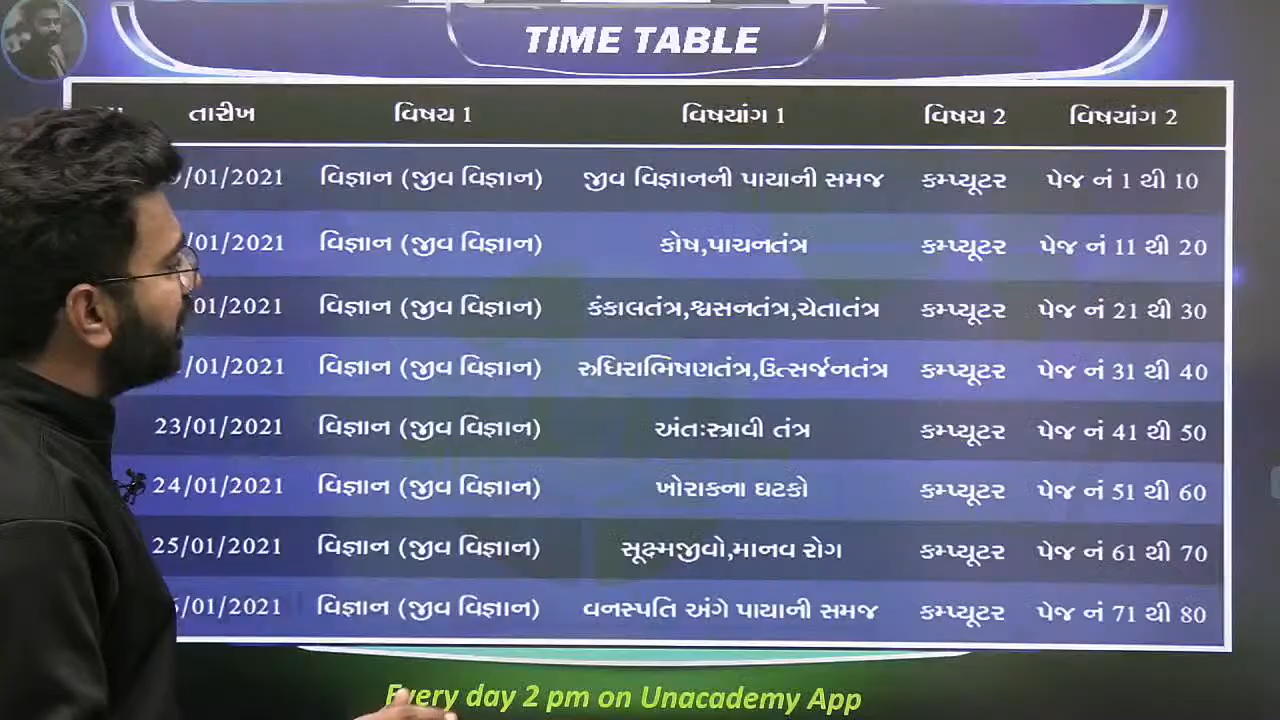 TIME TABLE
તારીખ વિષય 1 વિષયાંગ 1 વિષય 2 વિષયાંગ 2
9/01/2021 વિજ્ઞાન (જીવ વિજ્ઞાન) જીવ વિજ્ઞાનની પાયાની સમજ કમ્પ્યૂટર પેજ નં 1 થી 10
/01/2021 વિજ્ઞાન (જીવ વિજ્ઞાન) કોષ,પાચનતંત્ર કમ્પ્યૂટર પેજ નં 11 થી 20
01/2021 વિજ્ઞાન (જીવ વિજ્ઞાન) કંકાલતંત્ર,શ્વસનતંત્ર,ચેતાતંત્ર કમ્પ્યૂટર પેજ નં 21 થી 30
/01/2021 વિજ્ઞાન (જીવ વિજ્ઞાન) રુધિરાભિષણતંત્ર,ઉત્સર્જનતંત્ર કમ્પ્યૂટર પેજ નં 31 થી 40
23/01/2021 વિજ્ઞાન (જીવ વિજ્ઞાન) અંતઃસ્ત્રાવી તંત્ર કમ્પ્યૂટર પેજ નં 41 થી 50
24/01/2021 વિજ્ઞાન (જીવ વિજ્ઞાન) ખોરાકના ઘટકો કમ્પ્યૂટર પેજ નં 51 થી 60
25/01/2021 વિજ્ઞાન (જીવ વિજ્ઞાન) સૂક્ષ્મજીવો,માનવ રોગ કમ્પ્યૂટર પેજ નં 61 થી 70
6/01/2021 વિજ્ઞાન (જીવ વિજ્ઞાન) વનસ્પતિ અંગે પાયાની સમજ કમ્પ્યૂટર પેજ નં 71 થી 80
Every day 2 pm on Unacademy App